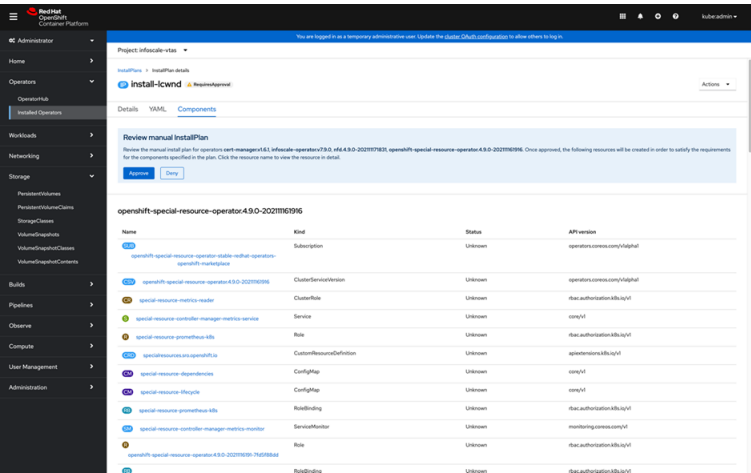 Red Hat
OpenShift
Container Platform
kube:admin
You are logged in as a temporary administrative user. Update the cluster OAuth configuration to allow others to log in.
Administrator
Home
Operators
OperatorHub
Installed Operators
Workloads
Networking
Storage
PersistentVolumes
PersistentVolumeClaims
StorageClasses
VolumeSnapshots
VolumeSnapshotClasses
VolumeSnapshotContents
Builds
Pipelines
Observe
Compute
User Management
Administration
Project: infoscale-vtas
InstallPlans > InstallPlan details
IP install-lcwnd RequiresApproval
Actions
Details YAML Components
Review manual InstallPlan
Review the manual install plan for operators cert-manager.v1.6.1, infoscale-operator.v7.9.0, nfd.4.9.0-202111171831, openshift-special-resource-operator.4.9.0-202111161916. Once approved, the following resources will be created in order to satisfy the requirements
for the components specified in the plan. Click the resource name to view the resource in detail.
Approve Deny
openshift-special-resource-operator.4.9.0-202111161916
Name Kind Status API version
SUB Subscription Unknown operators.coreos.com/v1alpha1
openshift-special-resource-operator-stable-redhat-operators-
openshift-marketplace
CSV openshift-special-resource-operator.4.9.0-202111161916 ClusterServiceVersion Unknown operators.coreos.com/v1alpha1
CR special-resource-metrics-reader ClusterRole Unknown rbac.authorization.k8s.io/v1
S special-resource-controller-manager-metrics-service Service Unknown core/v1
R special-resource-prometheus-k8s Role Unknown rbac.authorization.k8s.io/v1
CRD specialresources.sro.openshift.io CustomResourceDefinition Unknown apiextensions.k8s.io/v1
CM special-resource-dependencies ConfigMap Unknown core/v1
CM special-resource-lifecycle ConfigMap Unknown core/v1
RB special-resource-prometheus-k8s RoleBinding Unknown rbac.authorization.k8s.io/v1
SM special-resource-controller-manager-metrics-monitor ServiceMonitor Unknown monitoring.coreos.com/v1
R Role Unknown rbac.authorization.k8s.io/v1
RoleBinding Unknown rbac.authorization.k8s.io/v1